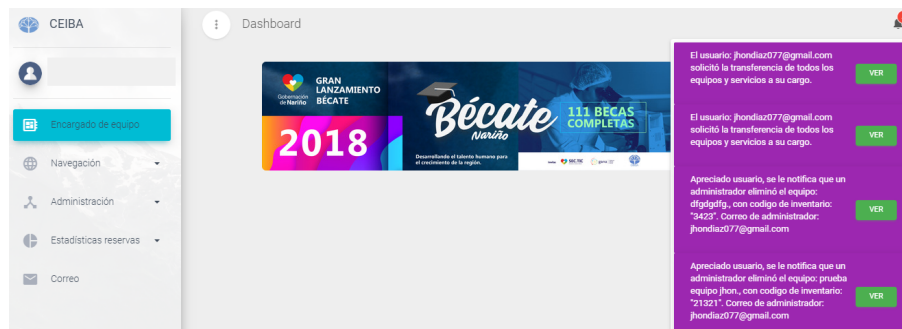 CEIBA
Dashboard
Encargado de equipo
Navegación
Administración
Estadísticas reservas
Correo
Gobernación
de Nariño
GRAN
LANZAMIENTO
BÉCATE
2018
Bécate
Nariño
111 BECAS
COMPLETAS
Desarrollando el talento humano para
el crecimiento de la región.
El usuario: jhondiaz077@gmail.com
solicitó la transferencia de todos los
equipos y servicios a su cargo.
VER
El usuario: jhondiaz077@gmail.com
solicitó la transferencia de todos los
equipos y servicios a su cargo.
VER
Apreciado usuario, se le notifica que un
administrador eliminó el equipo:
dfgdgdfg., con codigo de inventario:
"3423". Correo de administrador:
jhondiaz077@gmail.com
VER
Apreciado usuario, se le notifica que un
administrador eliminó el equipo: prueba
equipo jhon., con codigo de inventario:
"21321". Correo de administrador:
jhondiaz077@gmail.com
VER